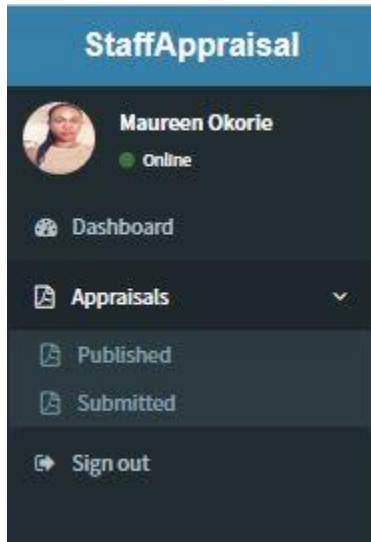 StaffAppraisal
Maureen Okorie
Online
Dashboard
Appraisals
Published
Submitted
Sign out